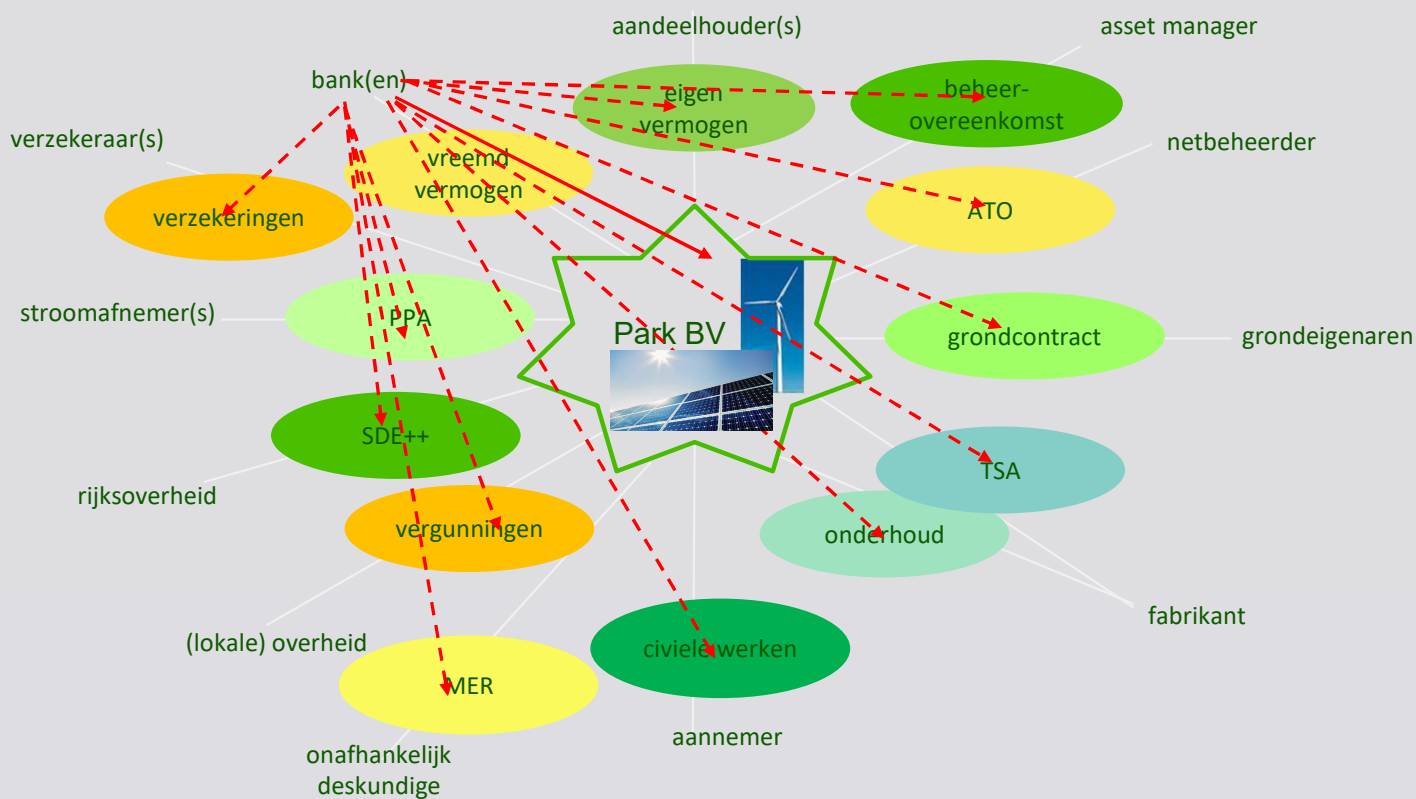 aandeelhouder(s)
asset manager
bank(en)
eigen
vermogen
beheer-
overeenkomst
verzekeraar(s)
vreemd
vermogen
netbeheerder
verzekeringen
ATO
stroomafnemer(s)
PPA
Park BV
grondcontract
grondeigenaren
SDE++
TSA
rijksoverheid
vergunningen
onderhoud
fabrikant
(lokale) overheid
civiele werken
MER
aannemer
onafhankelijk
deskundige